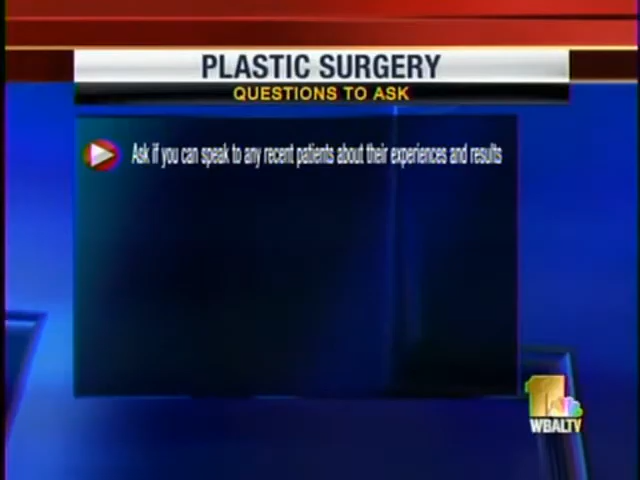 PLASTIC SURGERY
QUESTIONS TO ASK
Ask if you can speak to any recent patients about their experiences and results
WBALTV